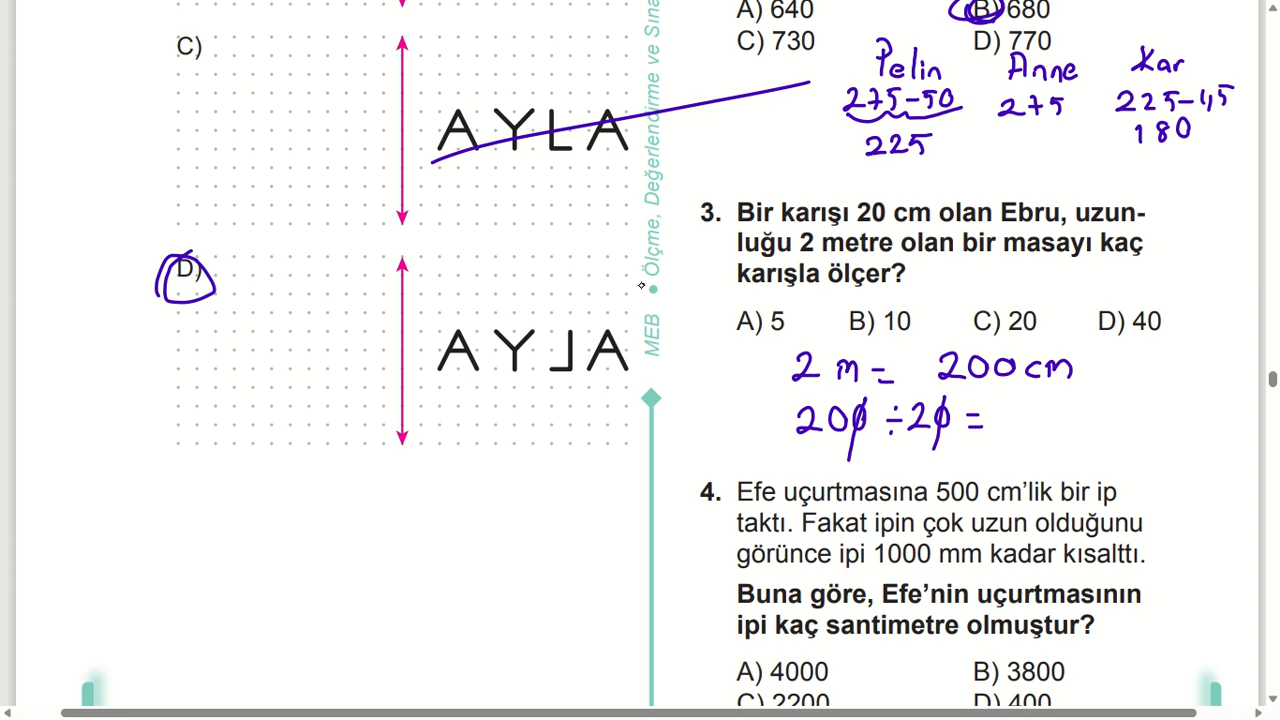 C)
AYLA
D)
AYLA
MEB ● Ölçme, Değerlendirme ve Sına
A) 640
B) 680
C) 730
D) 770
Pelin Anne Kar
275-50 275 225-45
225 180
3. Bir karışı 20 cm olan Ebru, uzun-
luğu 2 metre olan bir masayı kaç
karışla ölçer?
A) 5 B) 10 C) 20 D) 40
2 m = 200 cm
200 ÷ 20 =
4. Efe uçurtmasına 500 cm'lik bir ip
taktı. Fakat ipin çok uzun olduğunu
görünce ipi 1000 mm kadar kısalttı.
Buna göre, Efe'nin uçurtmasının
ipi kaç santimetre olmuştur?
A) 4000 B) 3800
C) 2200 D) 400